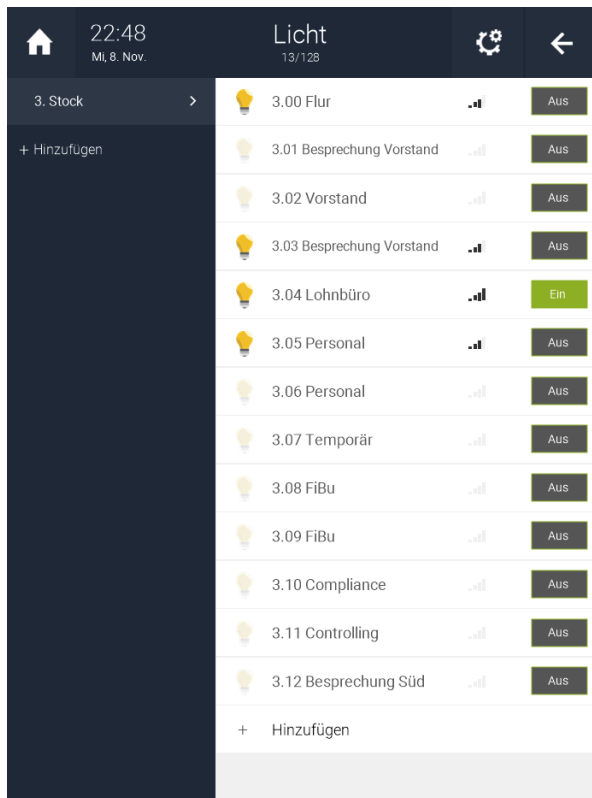 22:48
Mi, 8. Nov.
Licht
13/128
3. Stock
+ Hinzufügen
3.00 Flur Aus
3.01 Besprechung Vorstand Aus
3.02 Vorstand Aus
3.03 Besprechung Vorstand Aus
3.04 Lohnbüro Ein
3.05 Personal Aus
3.06 Personal Aus
3.07 Temporär Aus
3.08 FiBu Aus
3.09 FiBu Aus
3.10 Compliance Aus
3.11 Controlling Aus
3.12 Besprechung Süd Aus
+ Hinzufügen